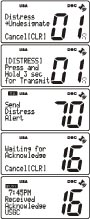 USA DSC
Distress
▶Undesignate 01
Cancel[CLR] S
USA DSC
[DISTRESS]
Press and
Hold 3 sec
for Transmit 01
S
USA DSC
Send
Distress
Alert 70
USA DSC
Waiting for
Acknowledge
Cancel[CLR] 16
USA DSC
7:45PM
Received
Acknowledge
USGC 16